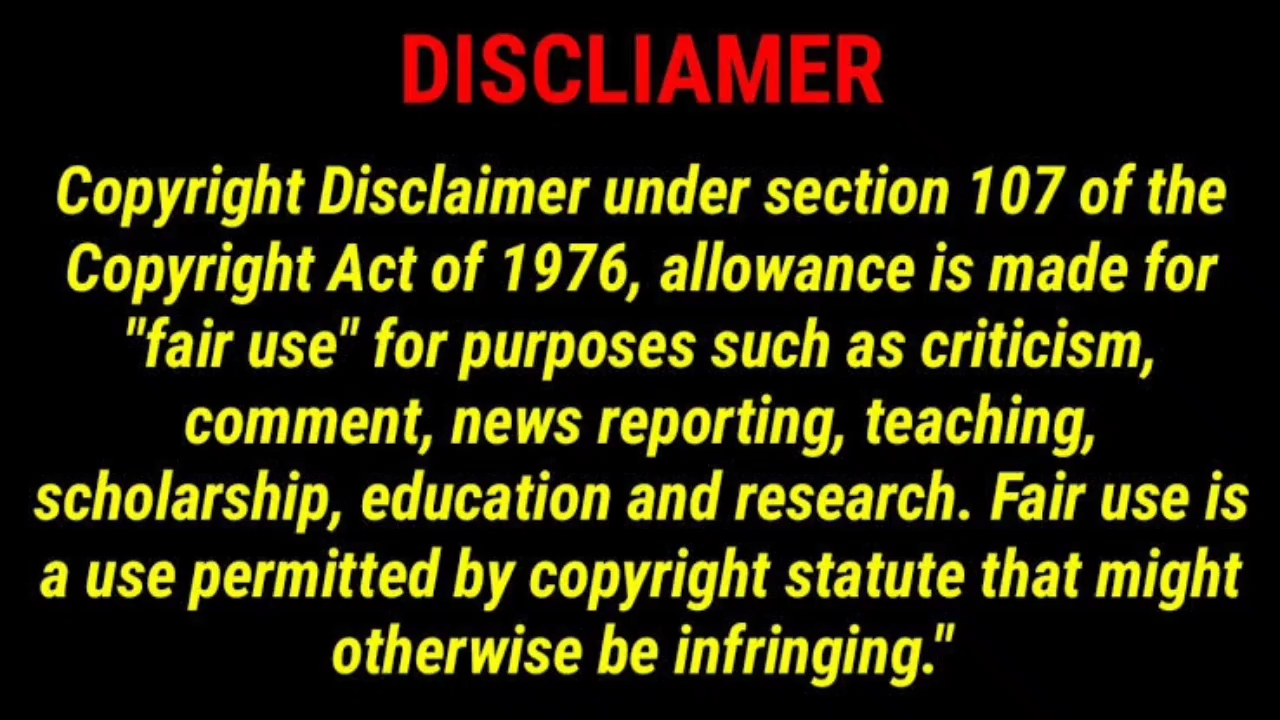 DISCLIAMER
Copyright Disclaimer under section 107 of the
Copyright Act of 1976, allowance is made for
"fair use" for purposes such as criticism,
comment, news reporting, teaching,
scholarship, education and research. Fair use is
a use permitted by copyright statute that might
otherwise be infringing."